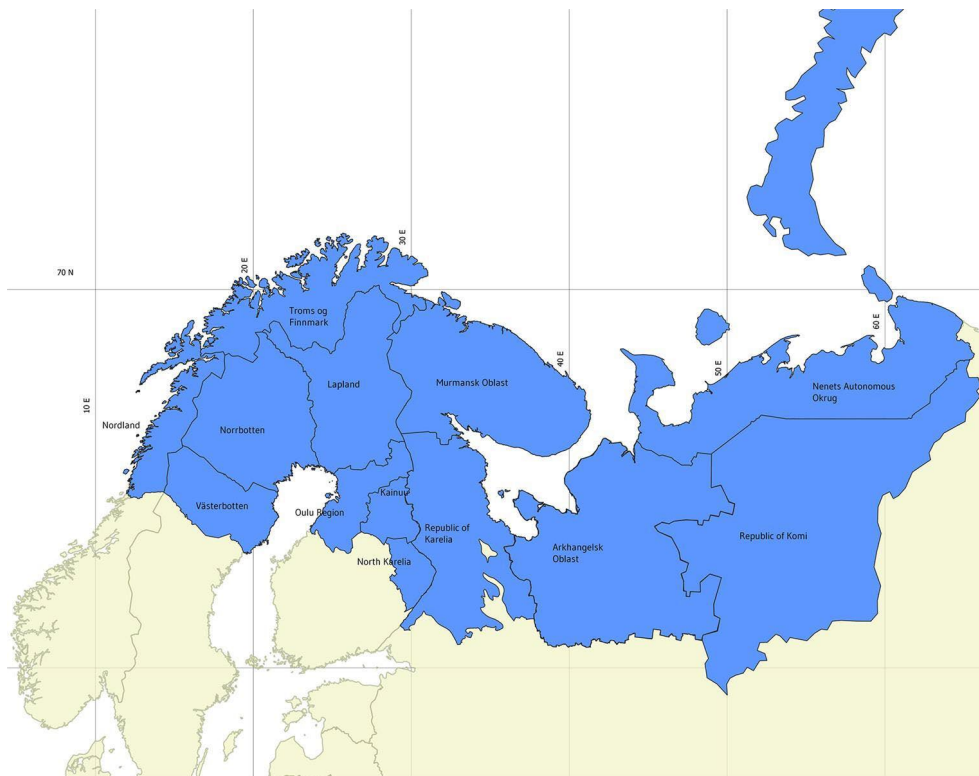 70 N
10 E
20 E
30 E
40 E
50 E
60 E
Troms og
Finnmark
Lapland
Murmansk Oblast
Nenets Autonomous
Okrug
Nordland
Norrbotten
Västerbotten
Oulu Region
Kainuu
Republic of
Karelia
North Karelia
Arkhangelsk
Oblast
Republic of Komi